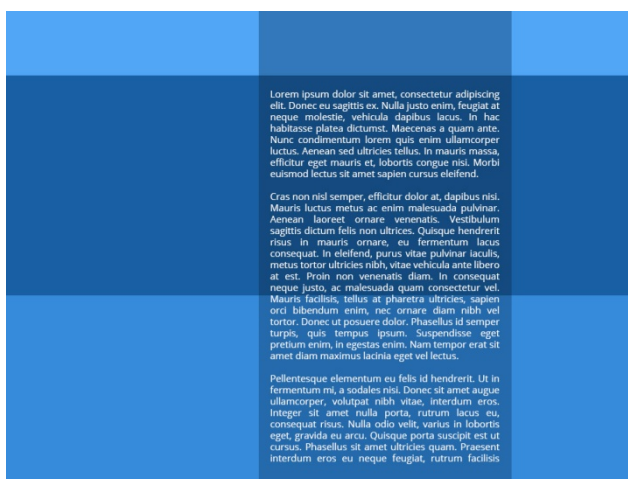 Lorem ipsum dolor sit amet, consectetur adipiscing
elit. Donec eu sagittis ex. Nulla justo enim, feugiat at
neque molestie, vehicula dapibus lacus. In hac
habitasse platea dictumst. Maecenas a quam ante.
Nunc condimentum lorem quis enim ullamcorper
luctus. Aenean sed ultricies tellus. In mauris massa,
efficitur eget mauris et, lobortis congue nisi. Morbi
euismod lectus sit amet sapien cursus eleifend.
Cras non nisl semper, efficitur dolor at, dapibus nisi.
Mauris luctus metus ac enim malesuada pulvinar.
Aenean laoreet ornare venenatis. Vestibulum
sagittis dictum felis non ultrices. Quisque hendrerit
risus in mauris ornare, eu fermentum lacus
consequat. In eleifend, purus vitae pulvinar iaculis,
metus tortor ultricies nibh, vitae vehicula ante libero
at est. Proin non venenatis diam. In consequat
neque justo, ac malesuada quam consectetur vel.
Mauris facilisis, tellus at pharetra ultricies, sapien
orci bibendum enim, nec ornare diam nibh vel
tortor. Donec ut posuere dolor. Phasellus id semper
turpis, quis tempus ipsum. Suspendisse eget
pretium enim, in egestas enim. Nam tempor erat sit
amet diam maximus lacinia eget vel lectus.
Pellentesque elementum eu felis id hendrerit. Ut in
fermentum mi, a sodales nisi. Donec sit amet augue
ullamcorper, volutpat nibh vitae, interdum eros.
Integer sit amet nulla porta, rutrum lacus eu,
consequat risus. Nulla odio velit, varius in lobortis
eget, gravida eu arcu. Quisque porta suscipit est ut
cursus. Phasellus sit amet ultricies quam. Praesent
interdum eros eu neque feugiat, rutrum facilisis